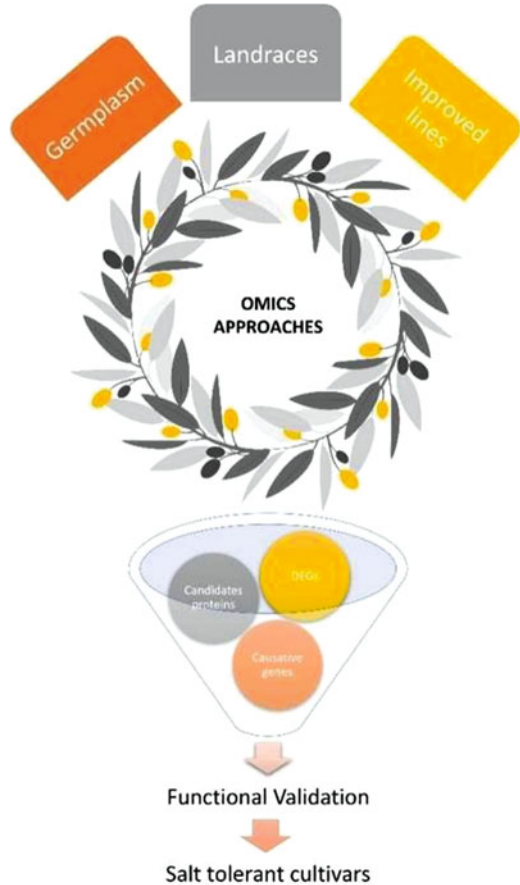 Germplasm
Landraces
Improved
lines
OMICS
APPROACHES
Candidates
proteins
DEGs
Causative
genes
Functional Validation
Salt tolerant cultivars